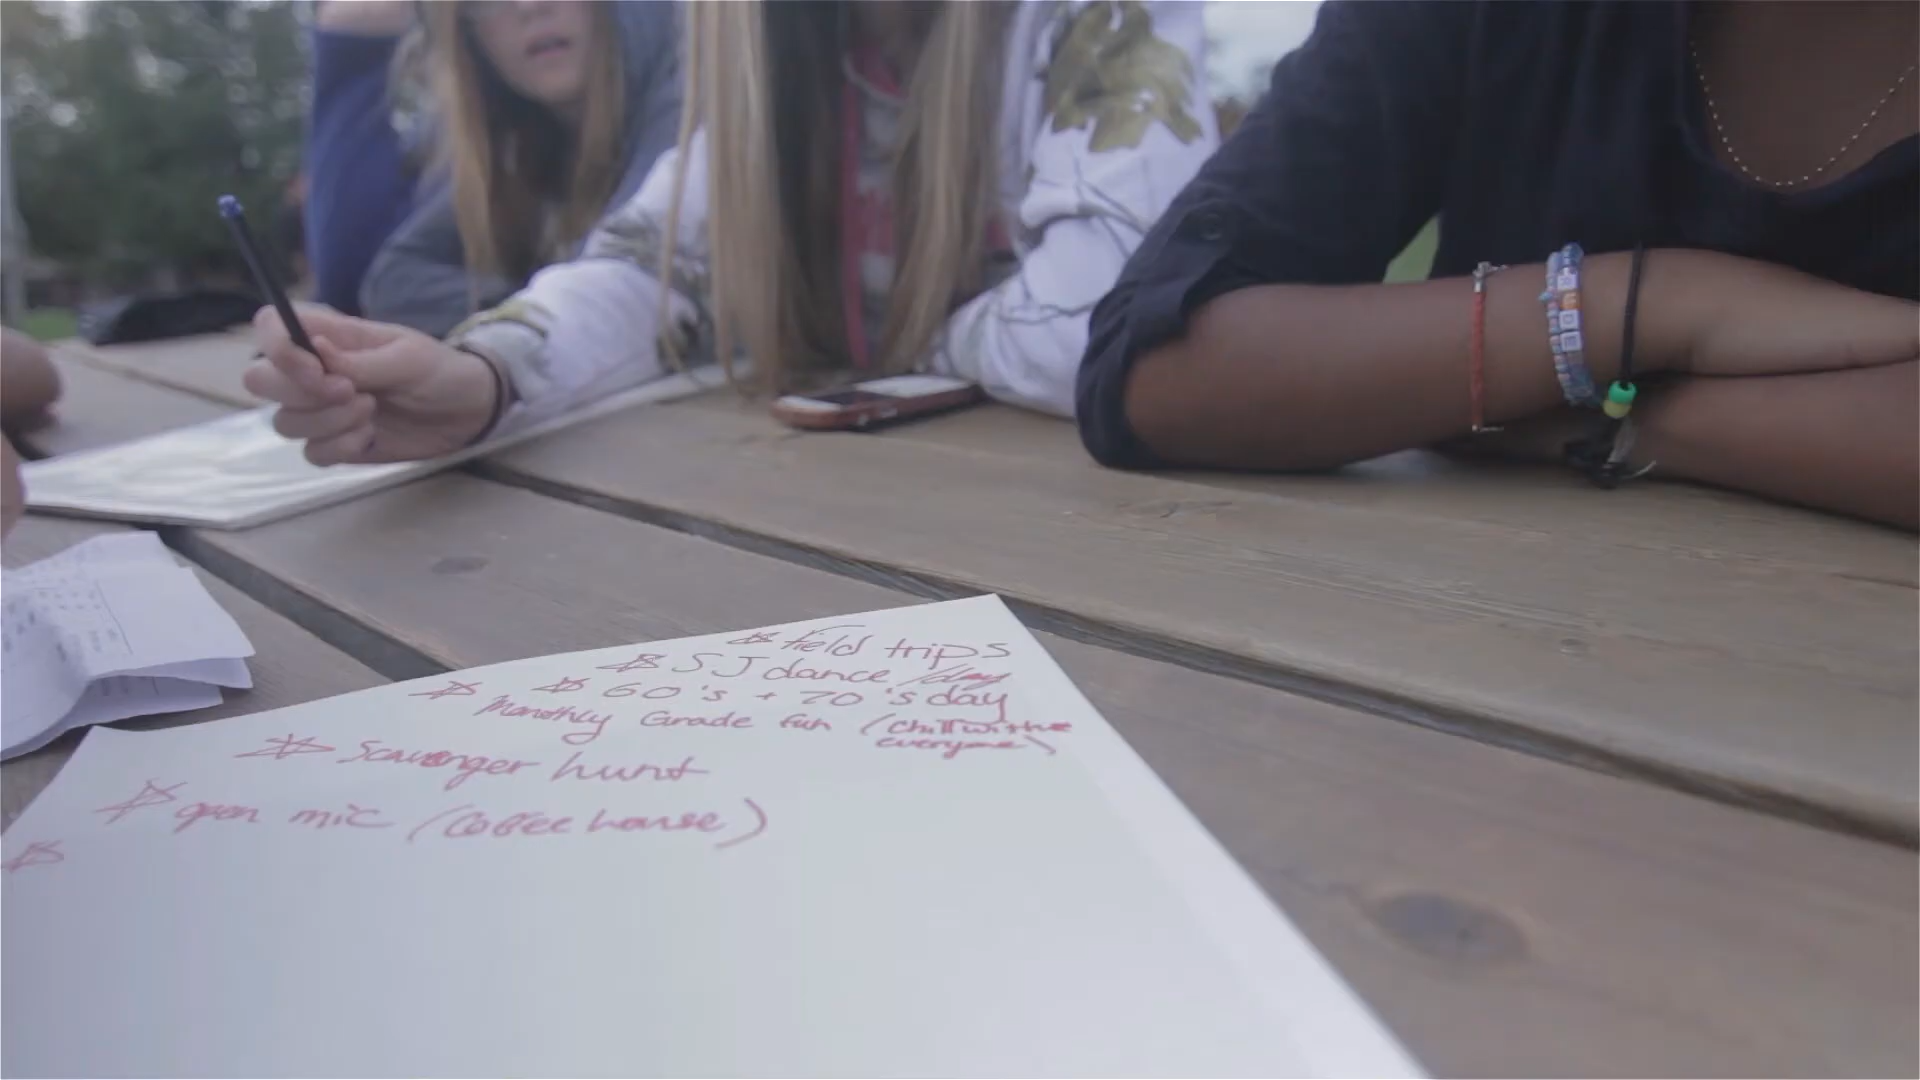 ☆ field trips
☆ SJ dance/day
☆ 60's + 70's day
☆ Monthly Grade fun (Chill with
everyone)
☆ Scavenger hunt
☆ open mic (Coffee house)
☆